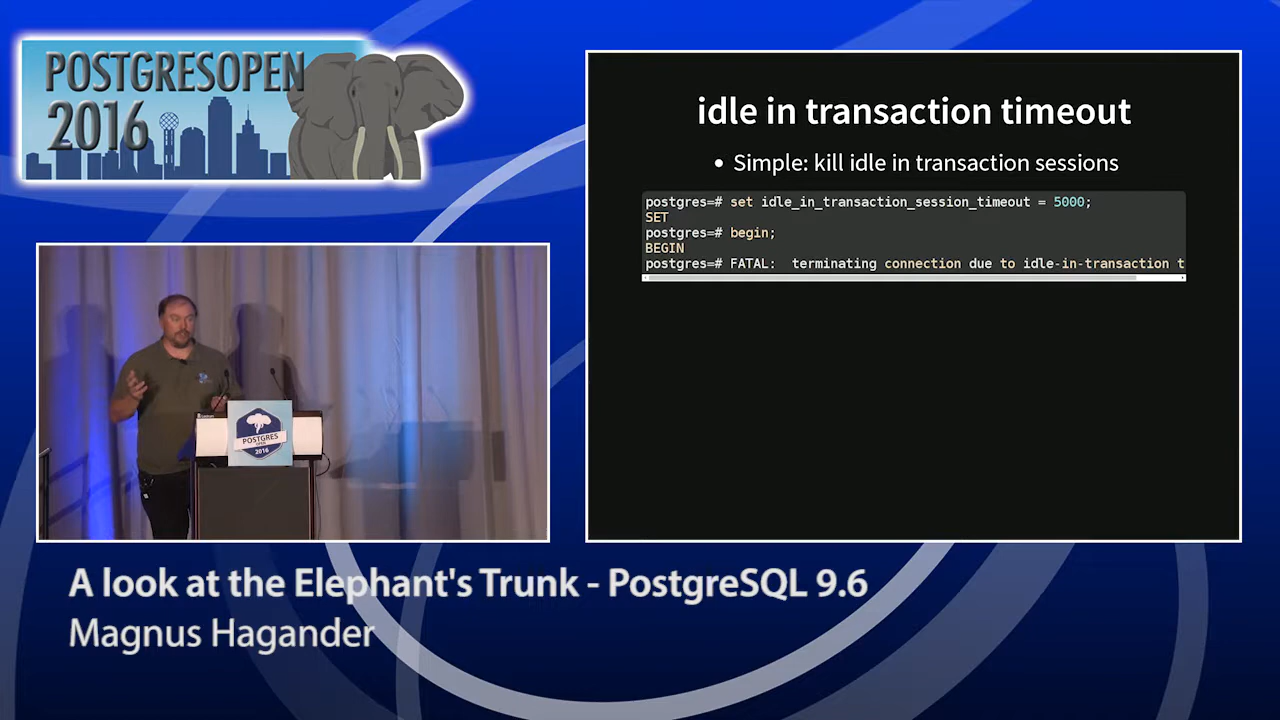 POSTGRESOPEN
2016
idle in transaction timeout
• Simple: kill idle in transaction sessions
postgres=# set idle_in_transaction_session_timeout = 5000;
SET
postgres=# begin;
BEGIN
postgres=# FATAL:  terminating connection due to idle-in-transaction t
POSTGRES
OPEN
2016
A look at the Elephant's Trunk - PostgreSQL 9.6
Magnus Hagander